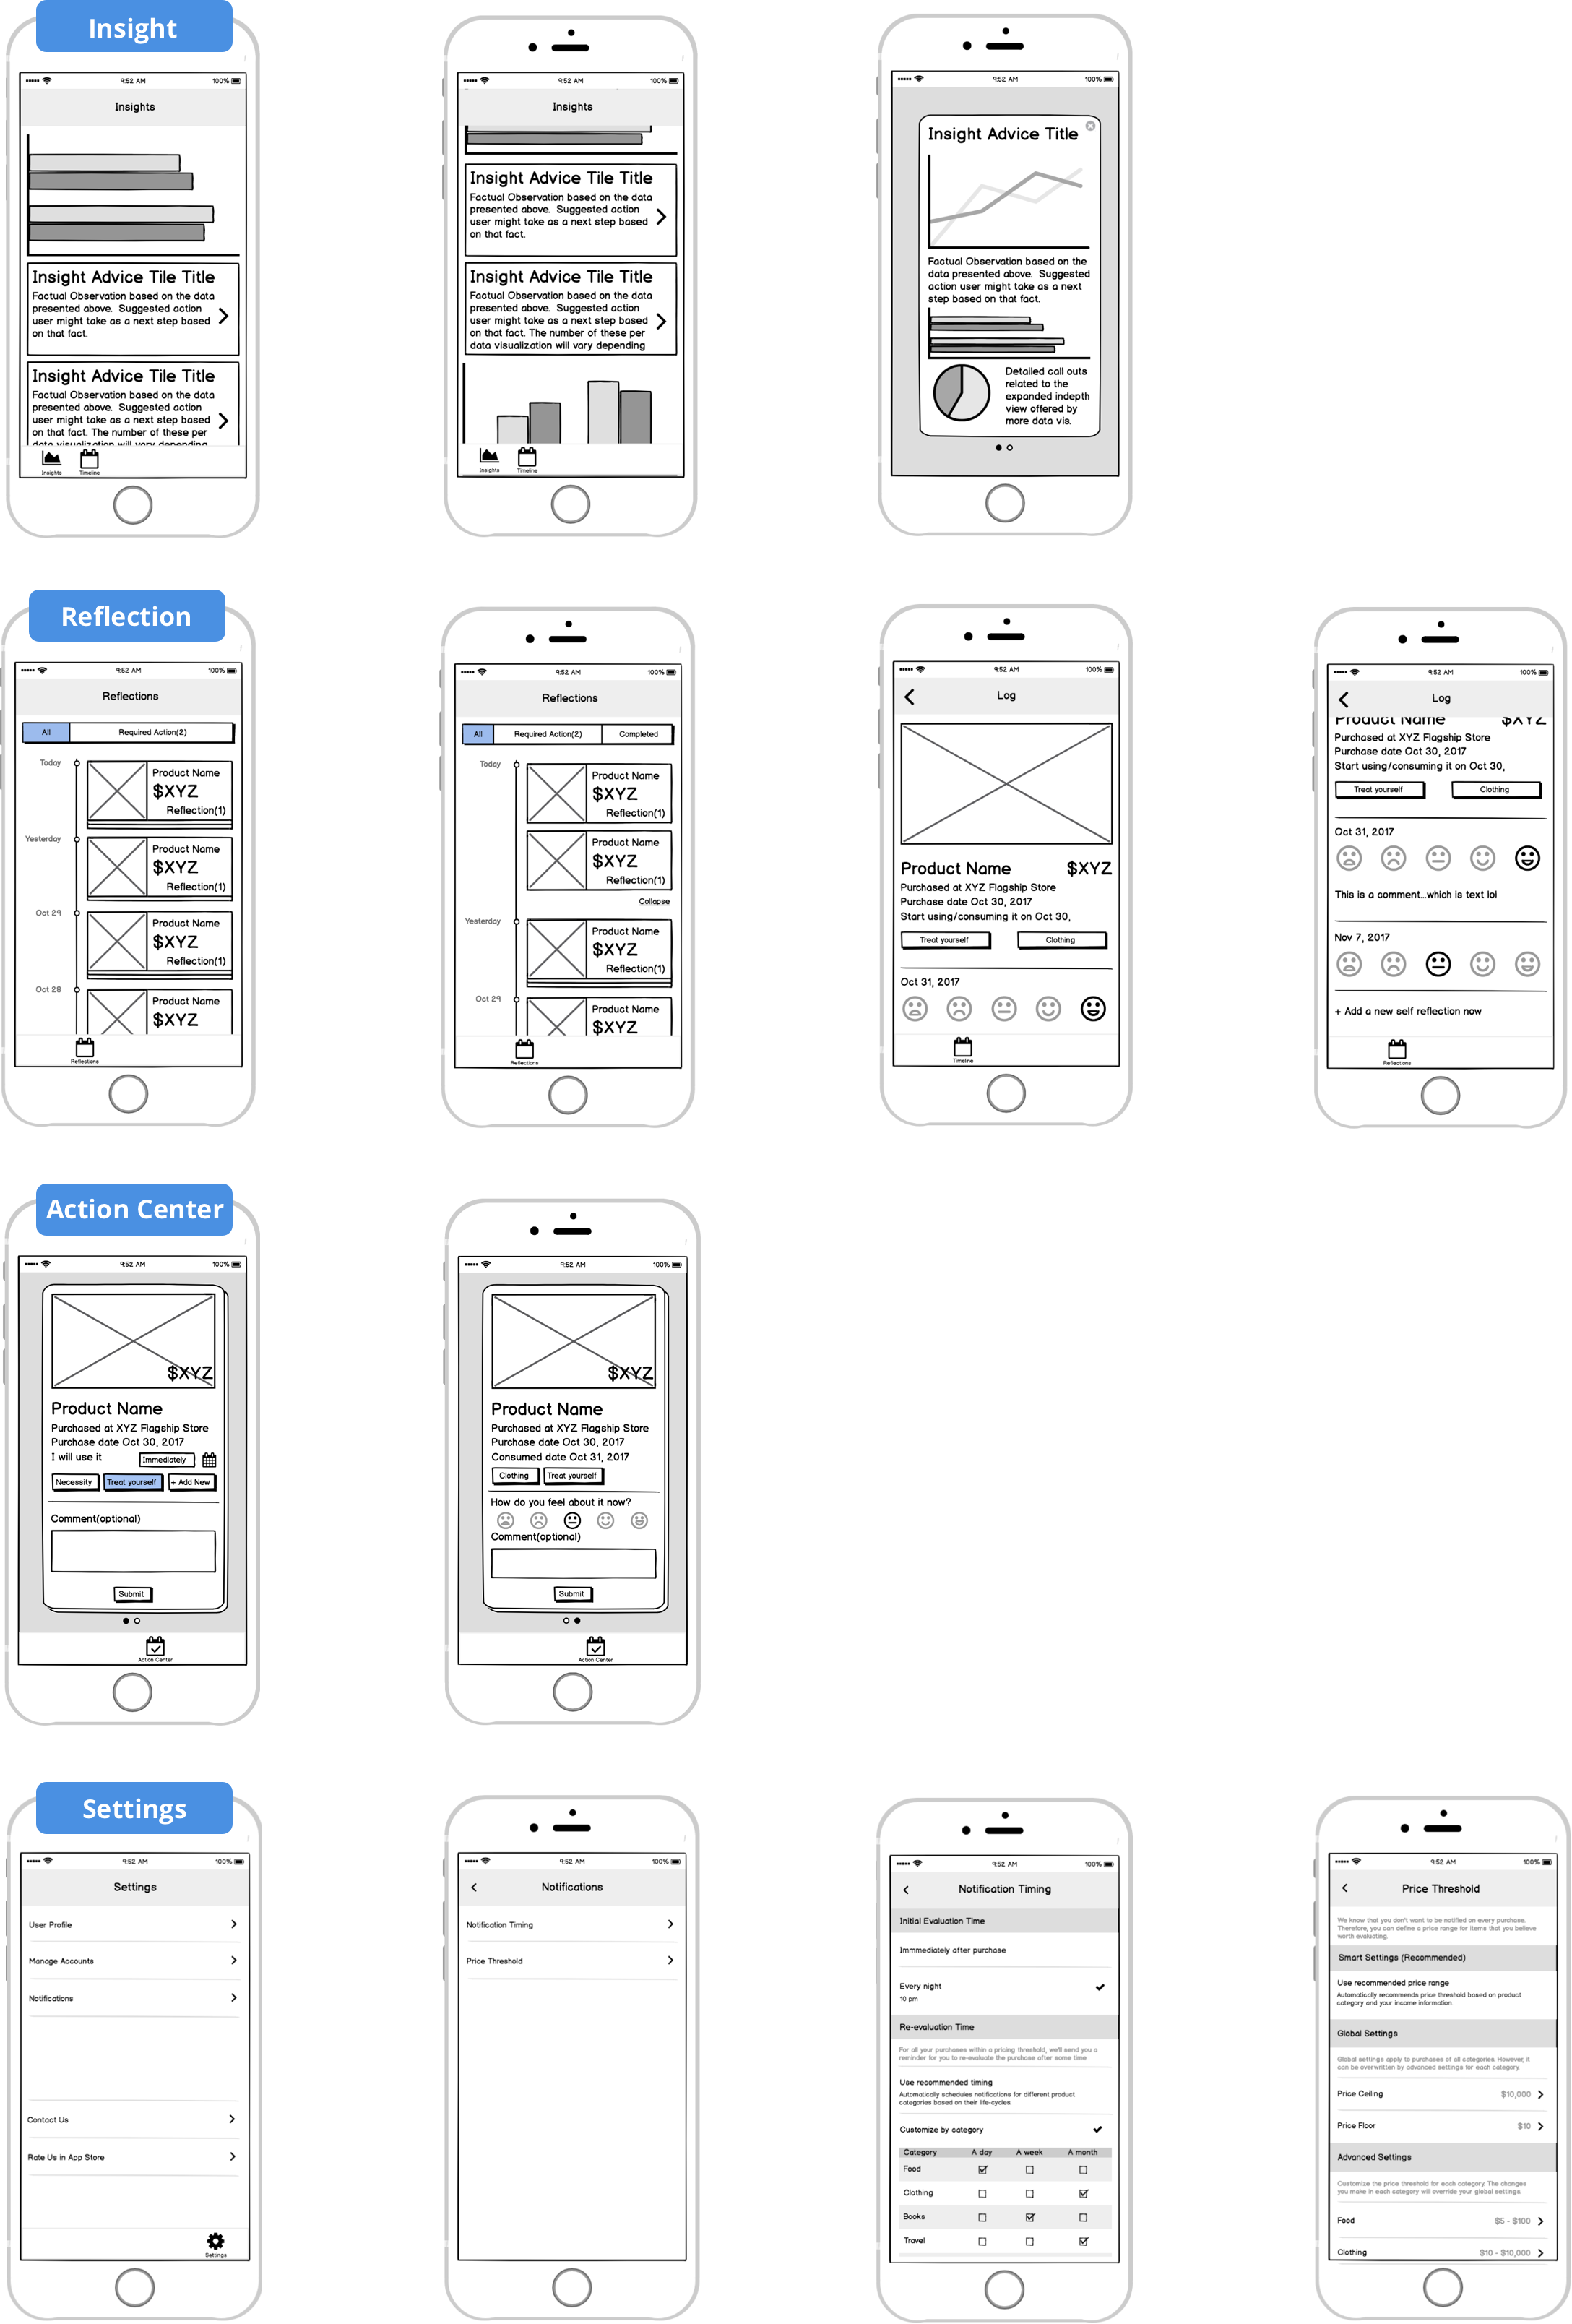 Insight
9:52 AM 100%
Insights
Insight Advice Tile Title
Factual Observation based on the data
presented above. Suggested action
user might take as a next step based
on that fact.
Insight Advice Tile Title
Factual Observation based on the data
presented above. Suggested action
user might take as a next step based
on that fact. The number of these per
data visualization will vary depending
Insights Timeline
9:52 AM 100%
Insights
Insight Advice Tile Title
Factual Observation based on the data
presented above. Suggested action
user might take as a next step based
on that fact.
Insight Advice Tile Title
Factual Observation based on the data
presented above. Suggested action
user might take as a next step based
on that fact. The number of these per
data visualization will vary depending
Insights Timeline
9:52 AM 100%
Insight Advice Title
Factual Observation based on the
data presented above. Suggested
action user might take as a next
step based on that fact.
Detailed call outs
related to the
expanded indepth
view offered by
more data vis.
Reflection
9:52 AM 100%
Reflections
All Required Action(2)
Today
Product Name
$XYZ
Reflection(1)
Yesterday
Product Name
$XYZ
Reflection(1)
Oct 29
Product Name
$XYZ
Reflection(1)
Oct 28
Product Name
$XYZ
Reflections
9:52 AM 100%
Reflections
All Required Action(2) Completed
Today
Product Name
$XYZ
Reflection(1)
Product Name
$XYZ
Reflection(1)
Collapse
Yesterday
Product Name
$XYZ
Reflection(1)
Oct 29
Product Name
$XYZ
Reflections
9:52 AM 100%
Log
Product Name $XYZ
Purchased at XYZ Flagship Store
Purchase date Oct 30, 2017
Start using/consuming it on Oct 30,
Treat yourself Clothing
Oct 31, 2017
Timeline
9:52 AM 100%
Log
Product Name $XYZ
Purchased at XYZ Flagship Store
Purchase date Oct 30, 2017
Start using/consuming it on Oct 30,
Treat yourself Clothing
Oct 31, 2017
This is a comment...which is text lol
Nov 7, 2017
+ Add a new self reflection now
Reflections
Action Center
9:52 AM 100%
$XYZ
Product Name
Purchased at XYZ Flagship Store
Purchase date Oct 30, 2017
I will use it Immediately
Necessity Treat yourself + Add New
Comment(optional)
Submit
Action Center
9:52 AM 100%
$XYZ
Product Name
Purchased at XYZ Flagship Store
Purchase date Oct 30, 2017
Consumed date Oct 31, 2017
Clothing Treat yourself
How do you feel about it now?
Comment(optional)
Submit
Action Center
Settings
9:52 AM 100%
Settings
User Profile
Manage Accounts
Notifications
Contact Us
Rate Us in App Store
Settings
9:52 AM 100%
Notifications
Notification Timing
Price Threshold
9:52 AM 100%
Notification Timing
Initial Evaluation Time
Immmediately after purchase
Every night
10 pm
Re-evaluation Time
For all your purchases within a pricing threshold, we'll send you a
reminder for you to re-evaluate the purchase after some time
Use recommended timing
Automatically schedules notifications for different product
categories based on their life-cycles.
Customize by category
Category A day A week A month
Food
Clothing
Books
Travel
9:52 AM 100%
Price Threshold
We know that you don't want to be notified on every purchase.
Therefore, you can define a price range for items that you believe
worth evaluating.
Smart Settings (Recommended)
Use recommended price range
Automatically recommends price threshold based on product
category and your income information.
Global Settings
Global settings apply to purchases of all categories. However, it
can be overwritten by advanced settings for each category.
Price Ceiling $10,000
Price Floor $10
Advanced Settings
Customize the price threshold for each category. The changes
you make in each category will override your global settings.
Food $5 - $100
Clothing $10 - $10,000